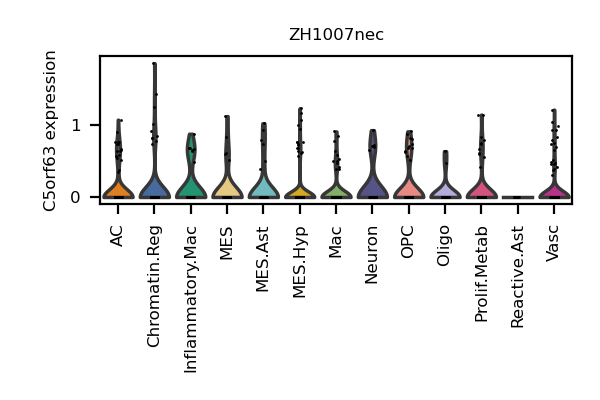 ZH1007nec
C5orf63 expression
1
0
AC
Chromatin.Reg
Inflammatory.Mac
MES
MES.Ast
MES.Hyp
Mac
Neuron
OPC
Oligo
Prolif.Metab
Reactive.Ast
Vasc